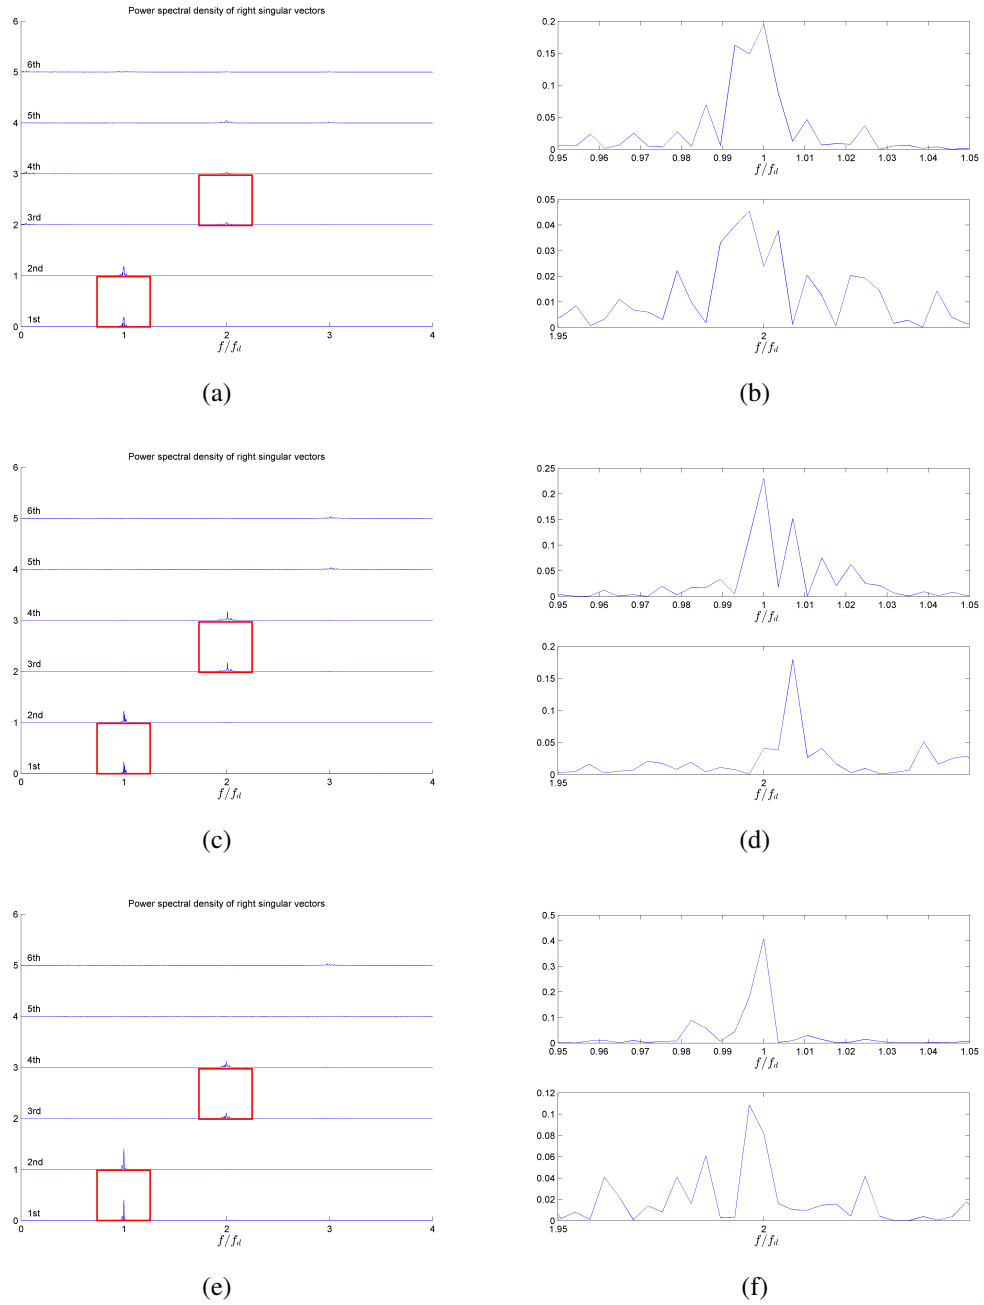 Power spectral density of right singular vectors
6
5
4
3
2
1
0
6th
5th
4th
3rd
2nd
1st
0 1 2 3 4
f/f_d
(a)
0.2
0.15
0.1
0.05
0
0.95 0.96 0.97 0.98 0.99 1 1.01 1.02 1.03 1.04 1.05
f/f_d
0.05
0.04
0.03
0.02
0.01
0
1.95 2
f/f_d
(b)
Power spectral density of right singular vectors
6
5
4
3
2
1
0
6th
5th
4th
3rd
2nd
1st
0 1 2 3 4
f/f_d
(c)
0.25
0.2
0.15
0.1
0.05
0
0.95 0.96 0.97 0.98 0.99 1 1.01 1.02 1.03 1.04 1.05
f/f_d
0.2
0.15
0.1
0.05
0
1.95 2
f/f_d
(d)
Power spectral density of right singular vectors
6
5
4
3
2
1
0
6th
5th
4th
3rd
2nd
1st
0 1 2 3 4
f/f_d
(e)
0.5
0.4
0.3
0.2
0.1
0
0.95 0.96 0.97 0.98 0.99 1 1.01 1.02 1.03 1.04 1.05
f/f_d
0.12
0.1
0.08
0.06
0.04
0.02
0
1.95 2
f/f_d
(f)